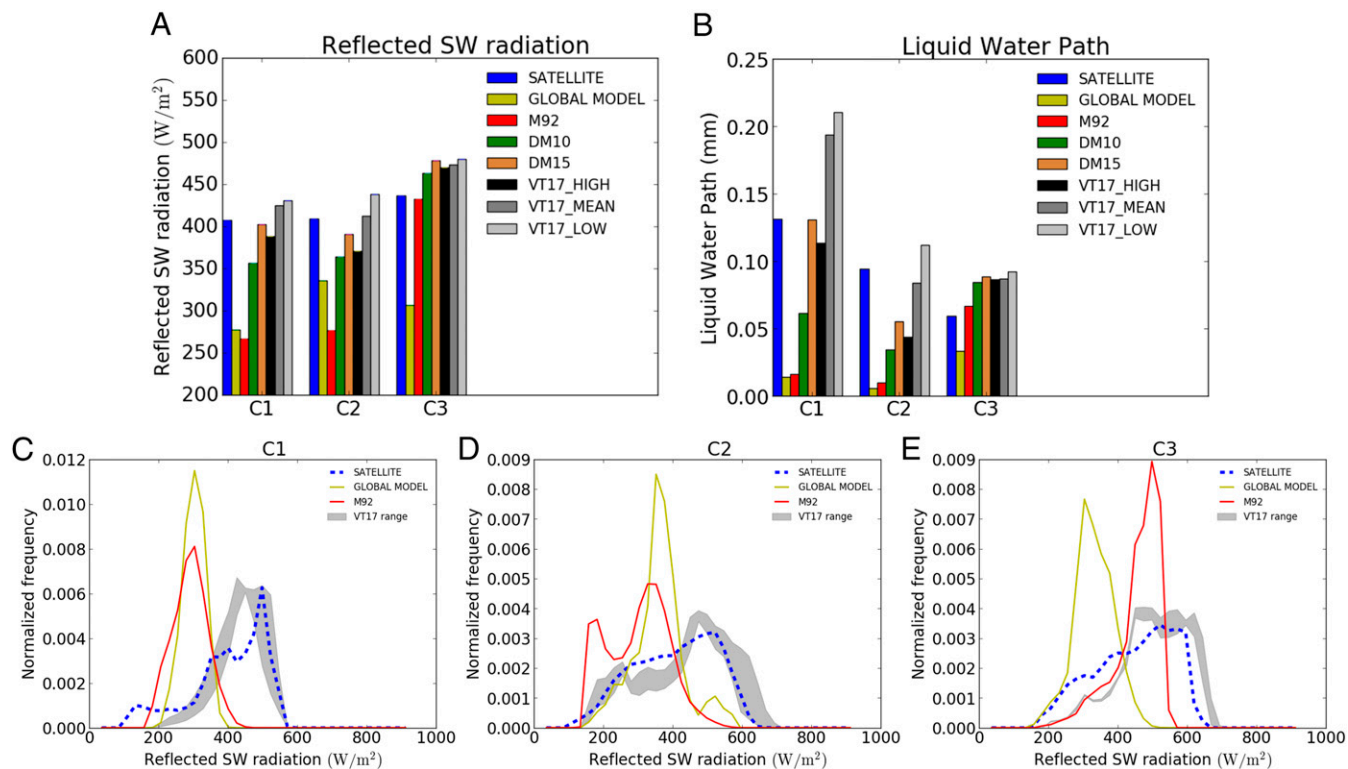 A
Reflected SW radiation
600
550
500
450
400
350
300
250
200
Reflected SW radiation (W/m²)
SATELLITE
GLOBAL MODEL
M92
DM10
DM15
VT17_HIGH
VT17_MEAN
VT17_LOW
C1 C2 C3
B
Liquid Water Path
0.25
0.20
0.15
0.10
0.05
0.00
Liquid Water Path (mm)
SATELLITE
GLOBAL MODEL
M92
DM10
DM15
VT17_HIGH
VT17_MEAN
VT17_LOW
C1 C2 C3
C
C1
0.012
0.010
0.008
0.006
0.004
0.002
0.000
Normalized frequency
SATELLITE
GLOBAL MODEL
M92
VT17 range
0 200 400 600 800 1000
Reflected SW radiation (W/m²)
D
C2
0.009
0.008
0.007
0.006
0.005
0.004
0.003
0.002
0.001
0.000
Normalized frequency
SATELLITE
GLOBAL MODEL
M92
VT17 range
0 200 400 600 800 1000
Reflected SW radiation (W/m²)
E
C3
0.009
0.008
0.007
0.006
0.005
0.004
0.003
0.002
0.001
0.000
Normalized frequency
SATELLITE
GLOBAL MODEL
M92
VT17 range
0 200 400 600 800 1000
Reflected SW radiation (W/m²)